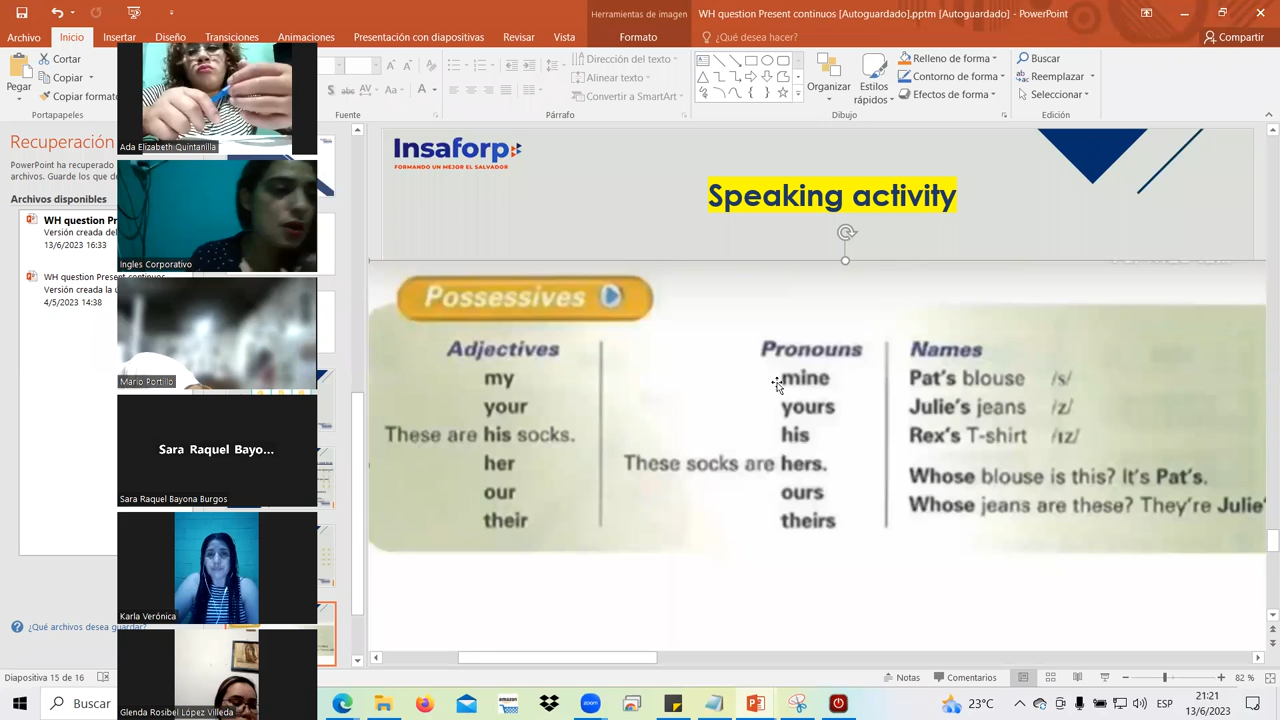 Herramientas de imagen
WH questions Present continuos [Autoguardado].pptm [Autoguardado] - PowerPoint
Archivo Inicio Insertar Diseño Transiciones Animaciones Presentación con diapositivas Revisar Vista Formato ¿Qué desea hacer? Compartir
Pegar
Cortar
Copiar
Copiar formato
Portapapeles
Fuente
Dirección del texto
Alinear texto
Convertir a SmartArt
Párrafo
Organizar
Estilos
rápidos
Relleno de forma
Contorno de forma
Efectos de forma
Dibujo
Buscar
Reemplazar
Seleccionar
Edición
Recuperación
PowerPoint ha recuperado
archivos. Guarde los que d
Archivos disponibles
WH question Pr
Versión creada del
13/6/2023 16:33
WH question Present continuos
Versión creada la u
4/5/2023 14:38
¿Qué archivos desea guardar?
Ada Elizabeth Quintanilla
Ingles Corporativo
Mario Portillo
Sara Raquel Bayo...
Sara Raquel Bayona Burgos
Karla Verónica
Glenda Rosibel López Villeda
Insaforp
FORMANDO UN MEJOR EL SALVADOR
Speaking activity
Possessives
Adjectives Pronouns Names
my mine Pat's blouse /s/
your yours Julie's jeans /z/
These are his socks. his Rex's T-shirt /ɪz/
her These socks are hers. Whose blouse is this? It's Pat's.
our ours Whose jeans are these? They're Julie'
their theirs
Diapositiva 15 de 16
Notas Comentarios 82 %
Buscar
amazon
zoom
23°C ESP
21:21
13/6/2023